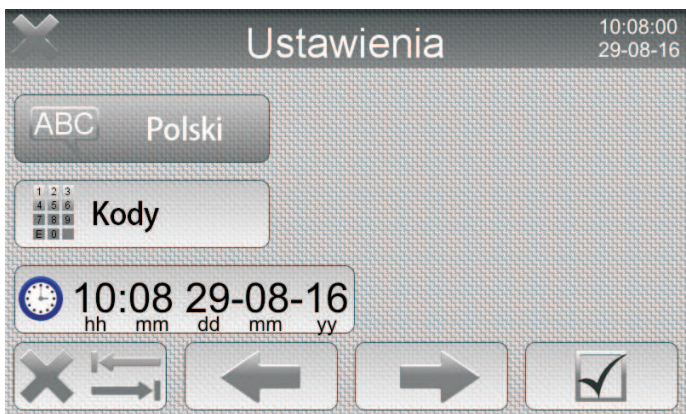 Ustawienia
10:08:00
29-08-16
ABC Polski
1 2 3
4 5 6
7 8 9
E 0
Kody
10:08 29-08-16
hh mm dd mm yy